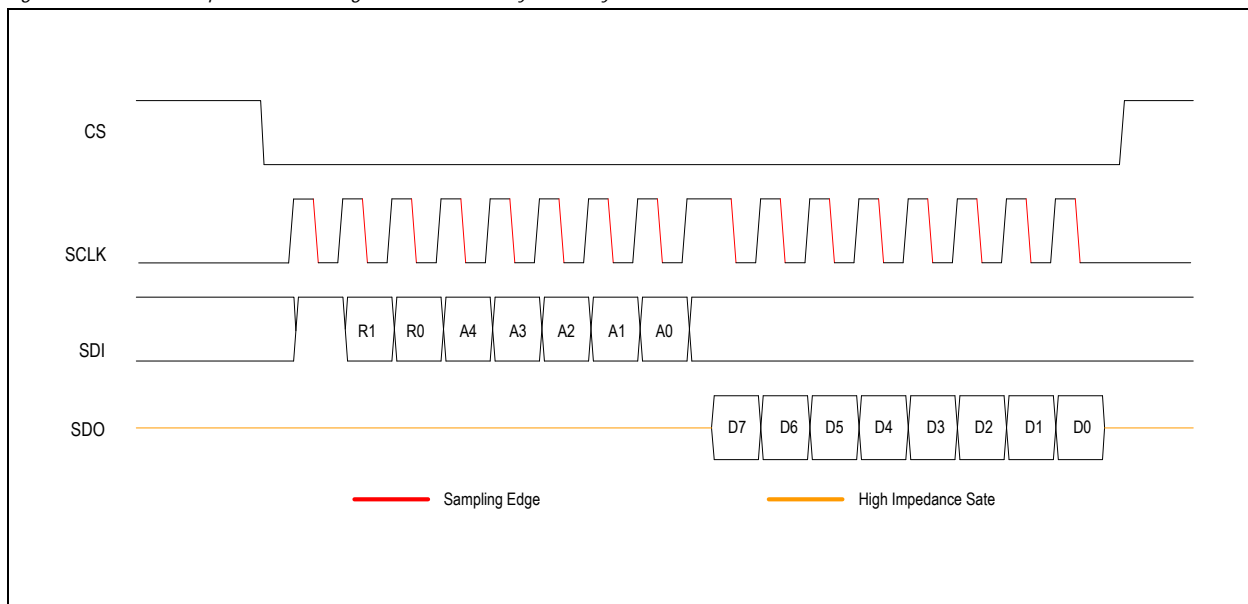 CS
SCLK
SDI
R1 R0 A4 A3 A2 A1 A0
SDO
D7 D6 D5 D4 D3 D2 D1 D0
Sampling Edge
High Impedance Sate